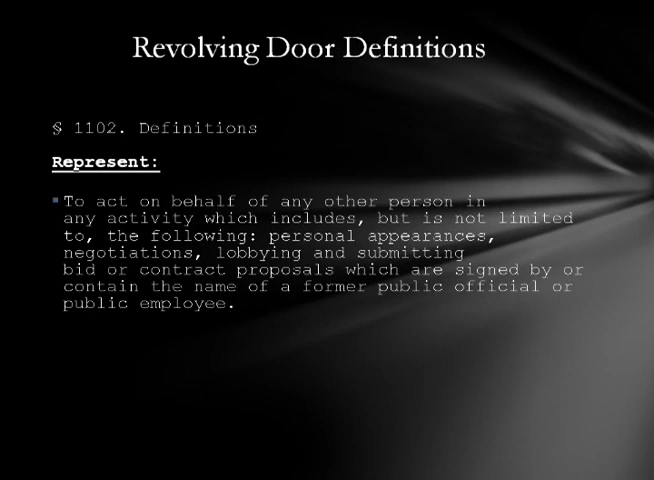 Revolving Door Definitions
§ 1102. Definitions
Represent:
To act on behalf of any other person in
any activity which includes, but is not limited
to, the following: personal appearances,
negotiations, lobbying and submitting
bid or contract proposals which are signed by or
contain the name of a former public official or
public employee.